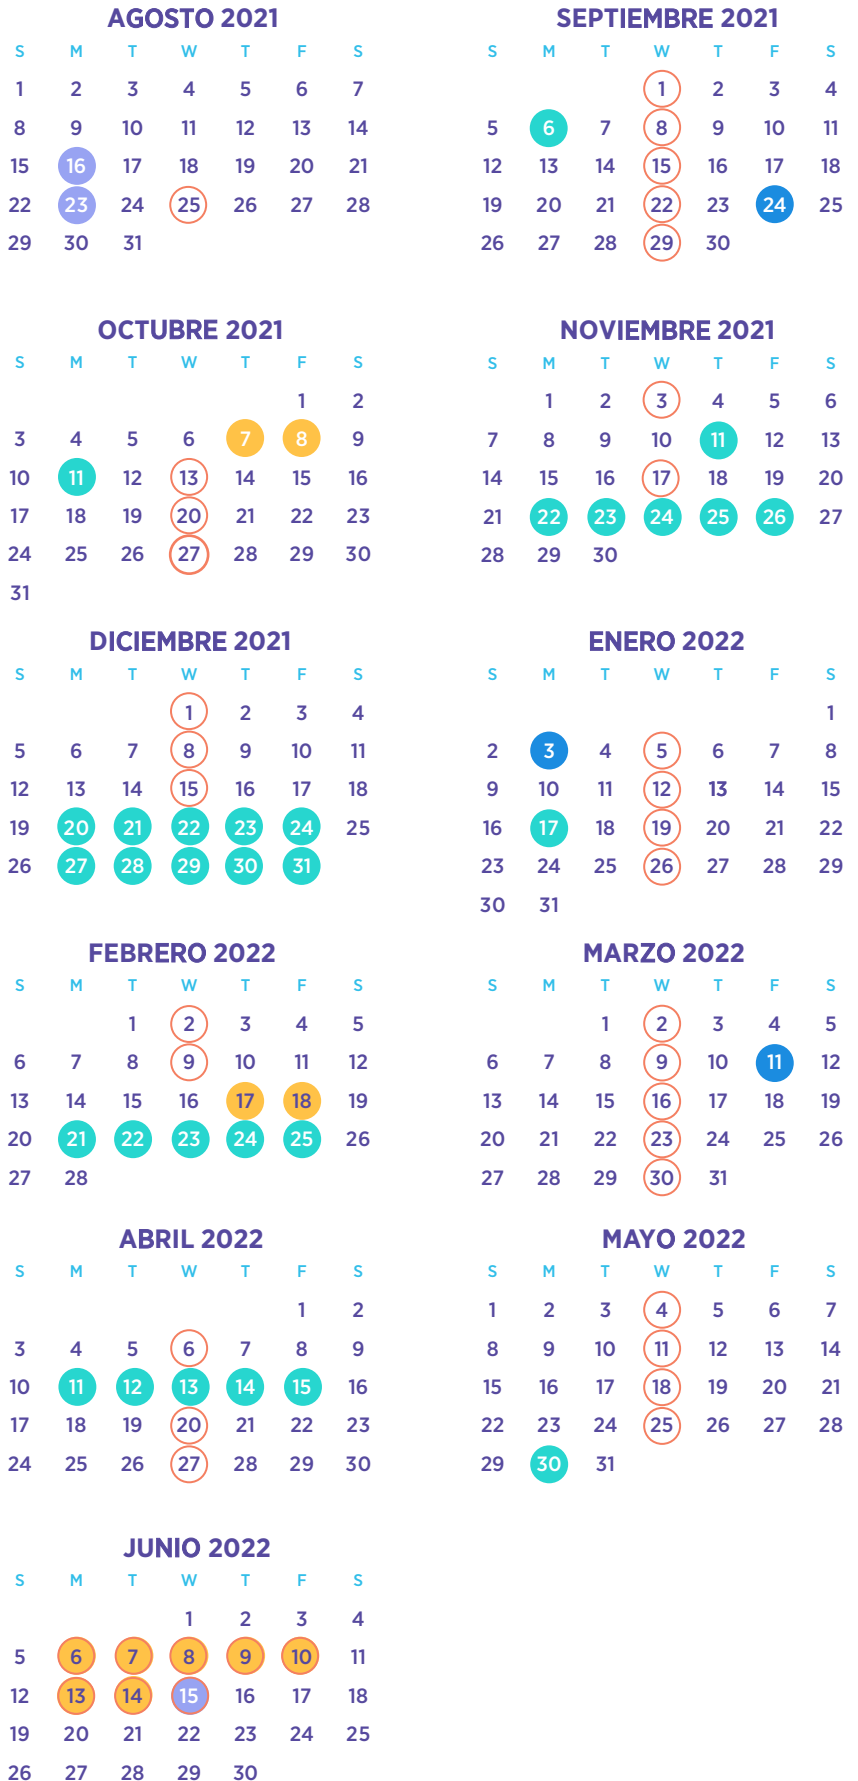 AGOSTO 2021
S M T W T F S
1 2 3 4 5 6 7
8 9 10 11 12 13 14
15 16 17 18 19 20 21
22 23 24 25 26 27 28
29 30 31
SEPTIEMBRE 2021
S M T W T F S
1 2 3 4
5 6 7 8 9 10 11
12 13 14 15 16 17 18
19 20 21 22 23 24 25
26 27 28 29 30
OCTUBRE 2021
S M T W T F S
1 2
3 4 5 6 7 8 9
10 11 12 13 14 15 16
17 18 19 20 21 22 23
24 25 26 27 28 29 30
31
NOVIEMBRE 2021
S M T W T F S
1 2 3 4 5 6
7 8 9 10 11 12 13
14 15 16 17 18 19 20
21 22 23 24 25 26 27
28 29 30
DICIEMBRE 2021
S M T W T F S
1 2 3 4
5 6 7 8 9 10 11
12 13 14 15 16 17 18
19 20 21 22 23 24 25
26 27 28 29 30 31
ENERO 2022
S M T W T F S
1
2 3 4 5 6 7 8
9 10 11 12 13 14 15
16 17 18 19 20 21 22
23 24 25 26 27 28 29
30 31
FEBRERO 2022
S M T W T F S
1 2 3 4 5
6 7 8 9 10 11 12
13 14 15 16 17 18 19
20 21 22 23 24 25 26
27 28
MARZO 2022
S M T W T F S
1 2 3 4 5
6 7 8 9 10 11 12
13 14 15 16 17 18 19
20 21 22 23 24 25 26
27 28 29 30 31
ABRIL 2022
S M T W T F S
1 2
3 4 5 6 7 8 9
10 11 12 13 14 15 16
17 18 19 20 21 22 23
24 25 26 27 28 29 30
MAYO 2022
S M T W T F S
1 2 3 4 5 6 7
8 9 10 11 12 13 14
15 16 17 18 19 20 21
22 23 24 25 26 27 28
29 30 31
JUNIO 2022
S M T W T F S
1 2 3 4
5 6 7 8 9 10 11
12 13 14 15 16 17 18
19 20 21 22 23 24 25
26 27 28 29 30